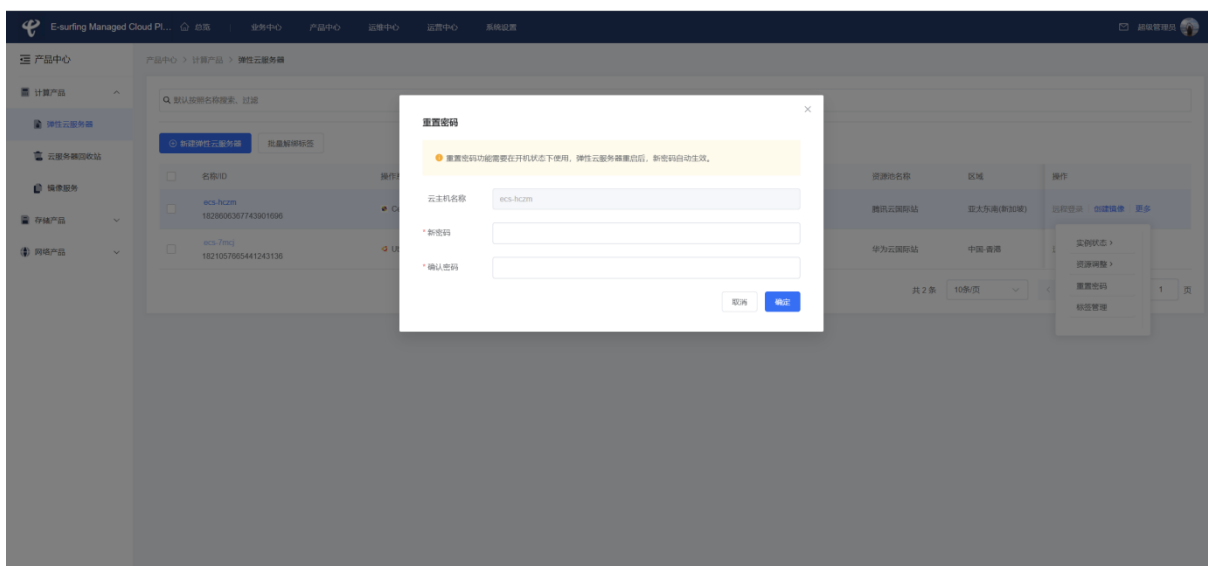 E-surfing Managed Cloud Pl... 总览 业务中心 产品中心 运维中心 运营中心 系统设置 超级管理员
产品中心 产品中心 > 计算产品 > 弹性云服务器
计算产品
默认按照名称搜索、过滤
弹性云服务器
新建弹性云服务器 批量解绑标签
云服务器回收站
名称/ID 资源池名称 区域 操作
镜像服务
ecs-hczm
1828606367743901696 腾讯云国际站 亚太东南(新加坡) 远程登录 创建镜像 更多
存储产品
ecs-7mcj
1821057665441243136 华为云国际站 中国-香港
网络产品
共 2 条 10条/页 1 页
实例状态 >
资源调整 >
重置密码
标签管理
重置密码
重置密码功能需要在开机状态下使用，弹性云服务器重启后，新密码自动生效。
云主机名称 ecs-hczm
* 新密码
* 确认密码
取消 确定